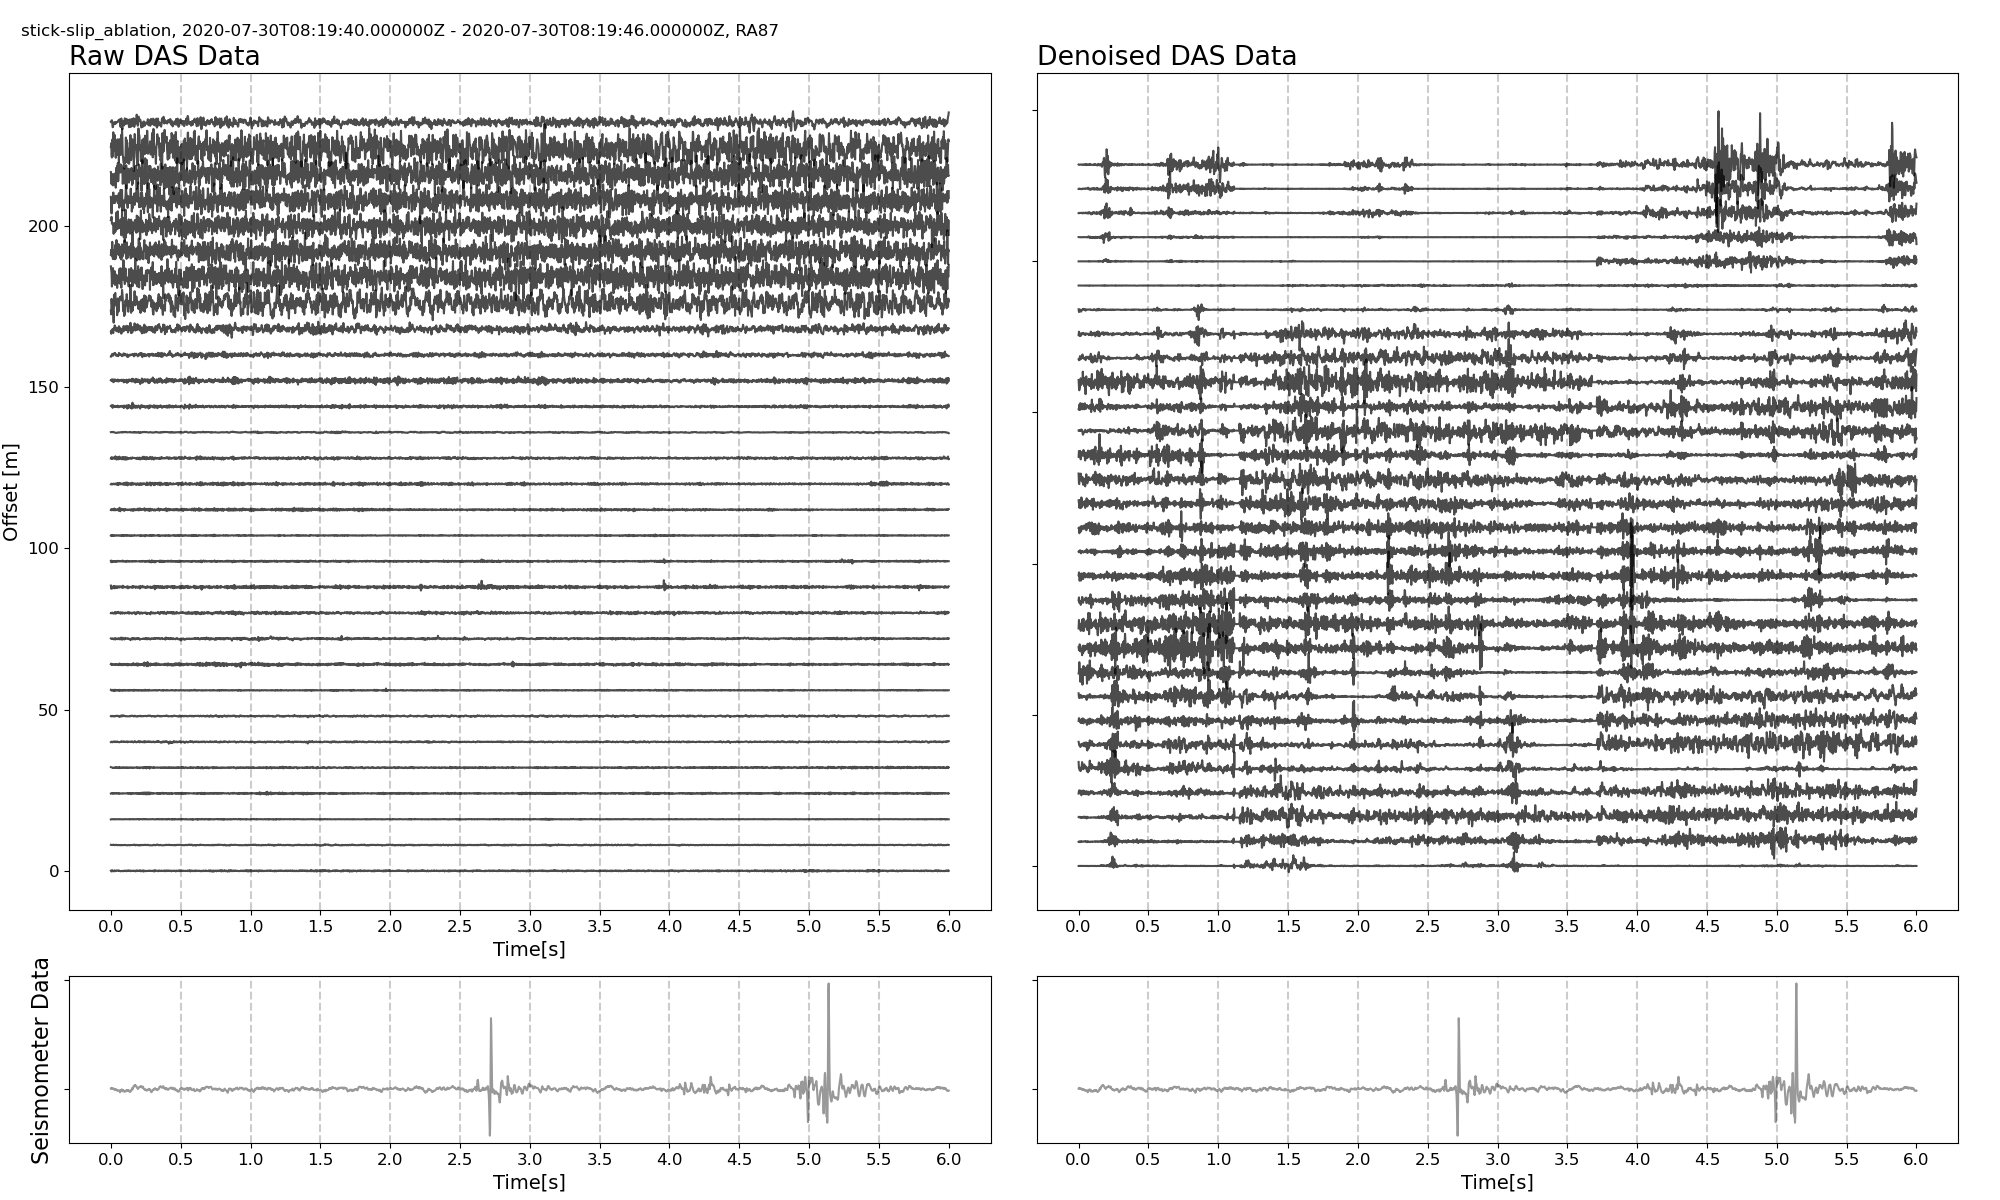 stick-slip_ablation, 2020-07-30T08:19:40.000000Z - 2020-07-30T08:19:46.000000Z, RA87
Raw DAS Data
Denoised DAS Data
Offset [m]
200
150
100
50
0
0.0 0.5 1.0 1.5 2.0 2.5 3.0 3.5 4.0 4.5 5.0 5.5 6.0
Time[s]
0.0 0.5 1.0 1.5 2.0 2.5 3.0 3.5 4.0 4.5 5.0 5.5 6.0
Seismometer Data
0.0 0.5 1.0 1.5 2.0 2.5 3.0 3.5 4.0 4.5 5.0 5.5 6.0
Time[s]
0.0 0.5 1.0 1.5 2.0 2.5 3.0 3.5 4.0 4.5 5.0 5.5 6.0
Time[s]